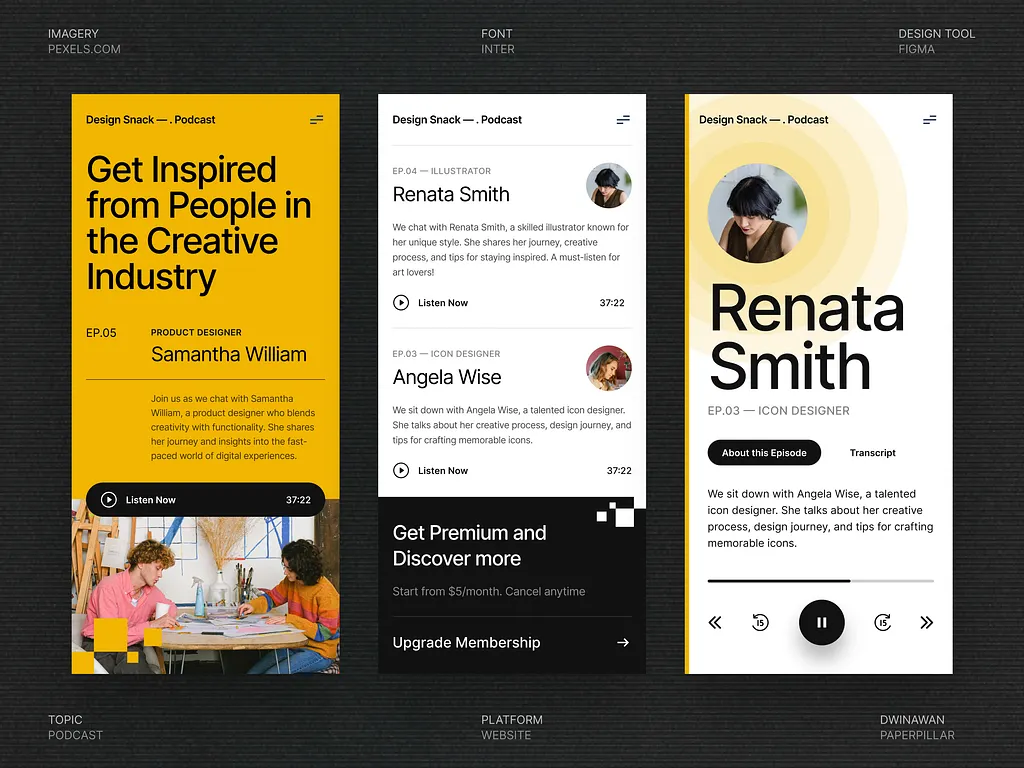 IMAGERY
PEXELS.COM
FONT
INTER
DESIGN TOOL
FIGMA
Design Snack — . Podcast
Get Inspired
from People in
the Creative
Industry
EP.05
PRODUCT DESIGNER
Samantha William
Join us as we chat with Samantha
William, a product designer who blends
creativity with functionality. She shares
her journey and insights into the fast-
paced world of digital experiences.
Listen Now
37:22
Design Snack — . Podcast
EP.04 — ILLUSTRATOR
Renata Smith
We chat with Renata Smith, a skilled illustrator known for
her unique style. She shares her journey, creative
process, and tips for staying inspired. A must-listen for
art lovers!
Listen Now
37:22
EP.03 — ICON DESIGNER
Angela Wise
We sit down with Angela Wise, a talented icon designer.
She talks about her creative process, design journey, and
tips for crafting memorable icons.
Listen Now
37:22
Get Premium and
Discover more
Start from $5/month. Cancel anytime
Upgrade Membership
Design Snack — . Podcast
Renata
Smith
EP.03 — ICON DESIGNER
About this Episode
Transcript
We sit down with Angela Wise, a talented
icon designer. She talks about her creative
process, design journey, and tips for crafting
memorable icons.
15
15
TOPIC
PODCAST
PLATFORM
WEBSITE
DWINAWAN
PAPERPILLAR